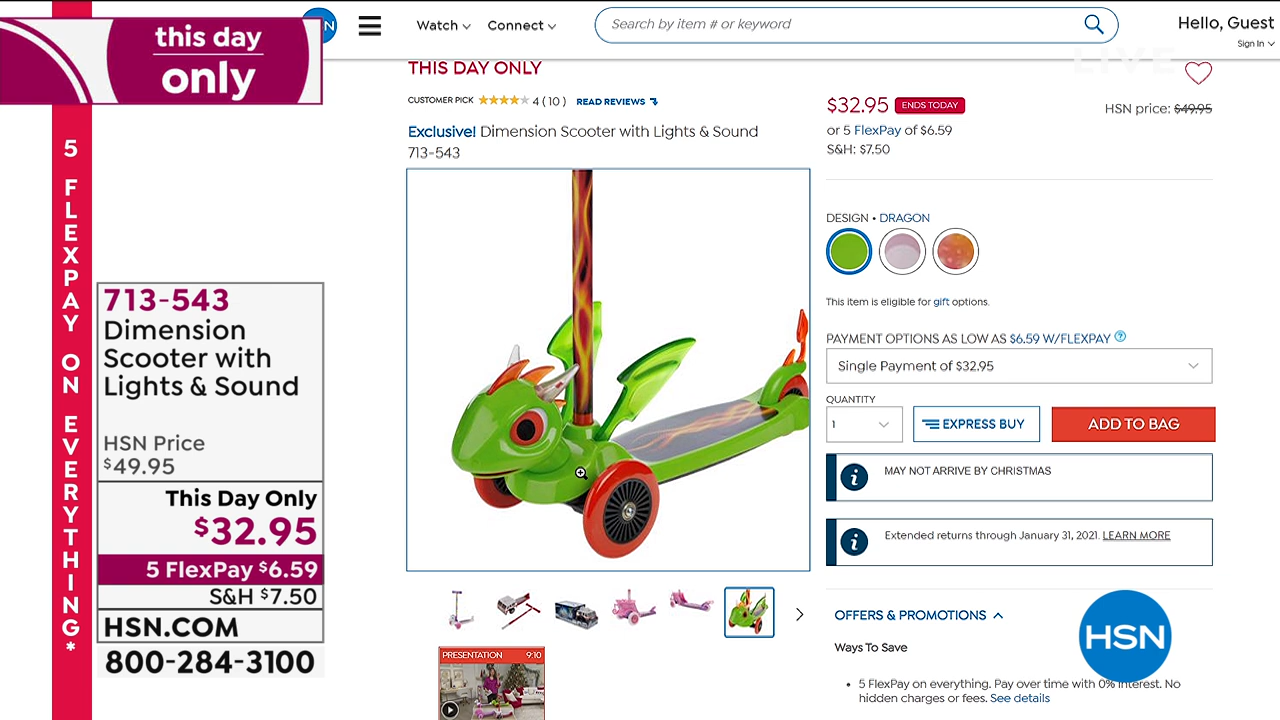 this day
only
5 FLEXPAY ON EVERYTHING*
713-543
Dimension
Scooter with
Lights & Sound
HSN Price
$49.95
This Day Only
$32.95
5 FlexPay $6.59
S&H $7.50
HSN.COM
800-284-3100
SN
Watch
Connect
Search by item # or keyword
Hello, Guest
Sign In
LIVE
THIS DAY ONLY
CUSTOMER PICK 4 ( 10 ) READ REVIEWS
Exclusive! Dimension Scooter with Lights & Sound
713-543
PRESENTATION 9:10
$32.95 ENDS TODAY
HSN price: $49.95
or 5 FlexPay of $6.59
S&H: $7.50
DESIGN • DRAGON
This item is eligible for gift options.
PAYMENT OPTIONS AS LOW AS $6.59 W/FLEXPAY ?
Single Payment of $32.95
QUANTITY
1
EXPRESS BUY
ADD TO BAG
i MAY NOT ARRIVE BY CHRISTMAS
i Extended returns through January 31, 2021. LEARN MORE
OFFERS & PROMOTIONS
Ways To Save
• 5 FlexPay on everything. Pay over time with 0% interest. No
hidden charges or fees. See details
HSN